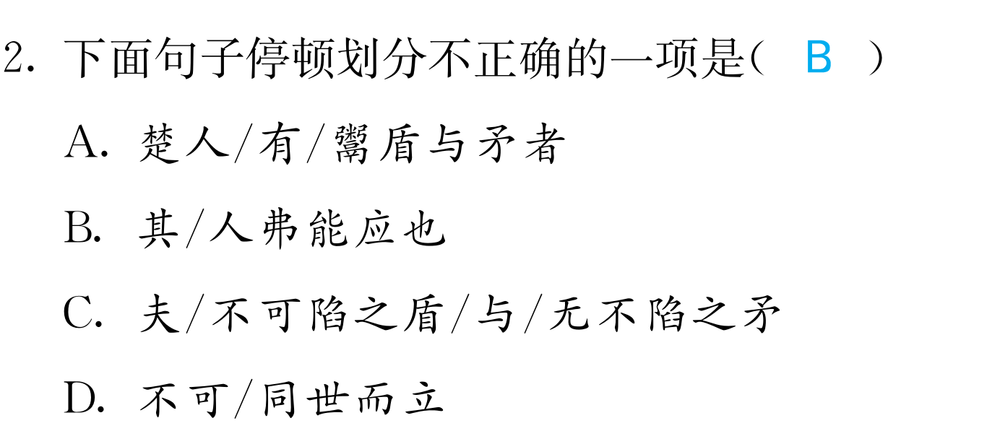 2. 下面句子停顿划分不正确的一项是( B )
A. 楚人/有/鬻盾与矛者
B. 其/人弗能应也
C. 夫/不可陷之盾/与/无不陷之矛
D. 不可/同世而立